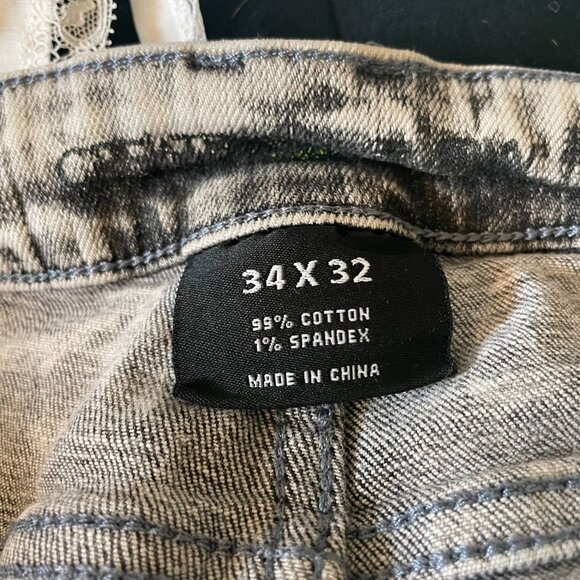 34 X 32
99% COTTON
1% SPANDEX
MADE IN CHINA